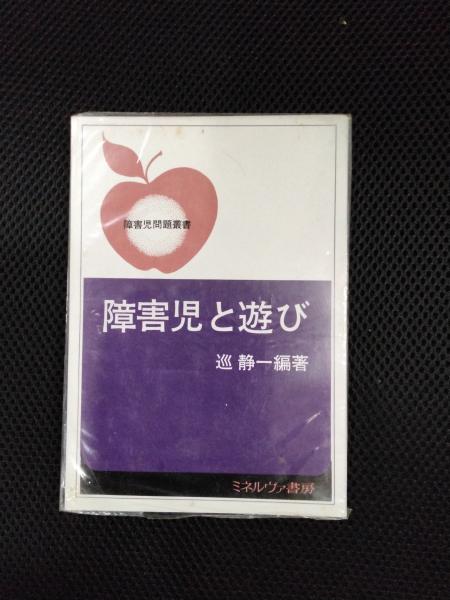 障害児問題叢書
障害児と遊び
巡 静一編著
ミネルヴァ書房